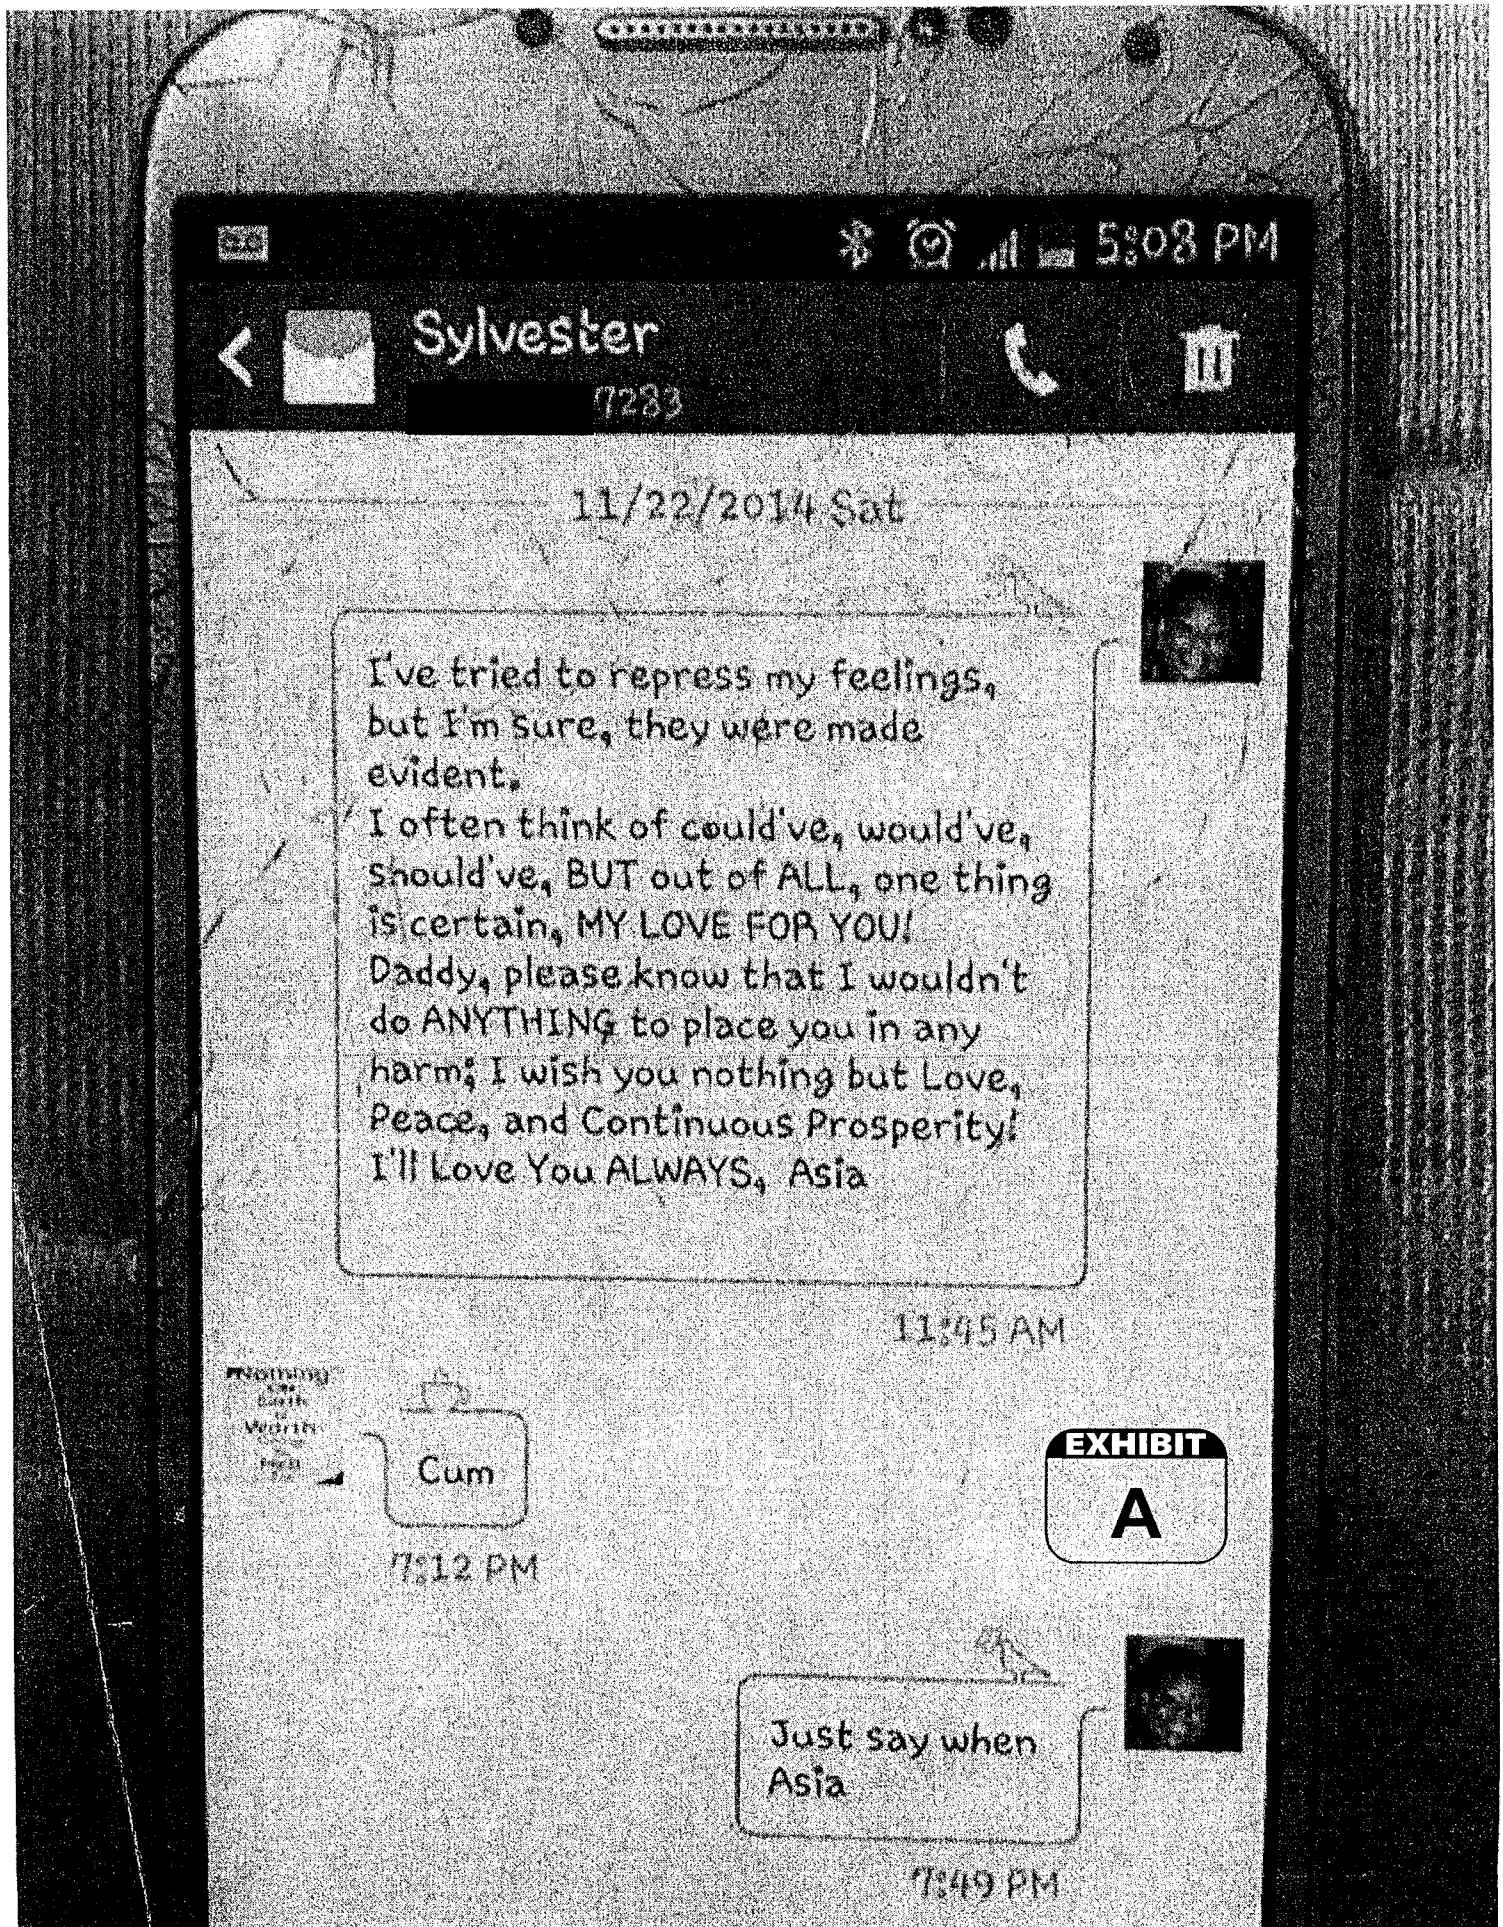 5:08 PM
Sylvester
7283
11/22/2014 Sat
I've tried to repress my feelings,
but I'm sure, they were made
evident.
I often think of could've, would've,
should've, BUT out of ALL, one thing
is certain, MY LOVE FOR YOU!
Daddy, please know that I wouldn't
do ANYTHING to place you in any
harm; I wish you nothing but Love,
Peace, and Continuous Prosperity!
I'll Love You ALWAYS, Asia
11:45 AM
Nothing
Worth
EXHIBIT
A
Cum
7:12 PM
Just say when
Asia
7:49 PM